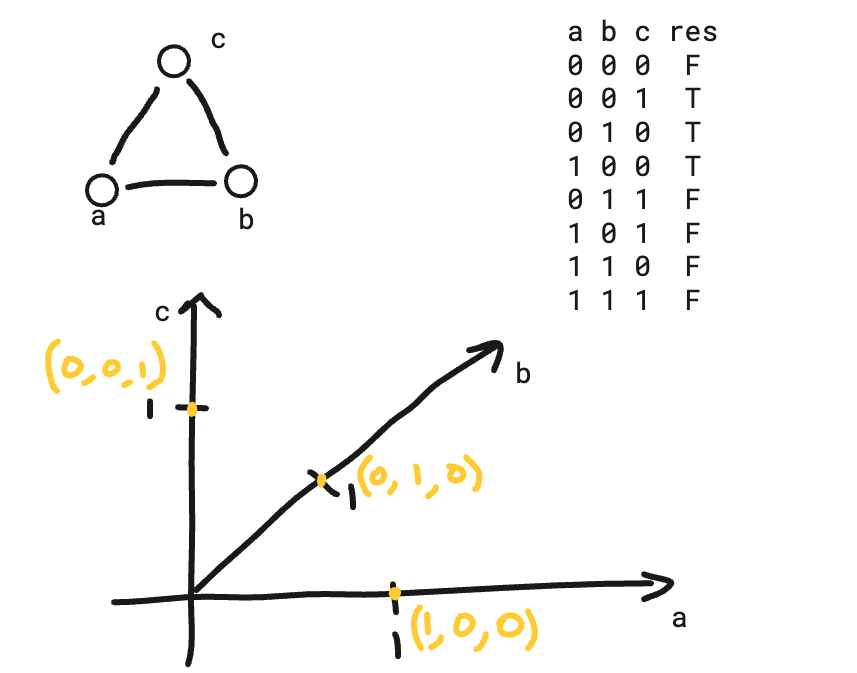 c
a
b
a b c res
0 0 0 F
0 0 1 T
0 1 0 T
1 0 0 T
0 1 1 F
1 0 1 F
1 1 0 F
1 1 1 F
c
(0,0,1)
1
b
(0,1,0)
1
a
(1,0,0)
1